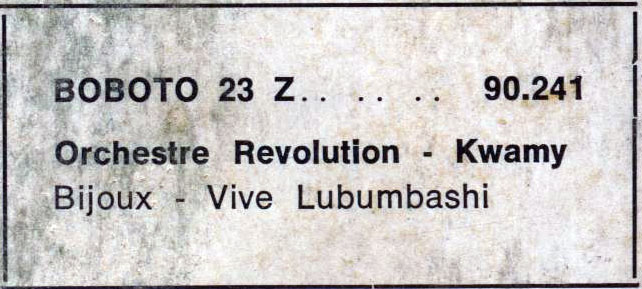 BOBOTO 23 Z.. .. .. .. 90.241
Orchestre Revolution - Kwamy
Bijoux - Vive Lubumbashi